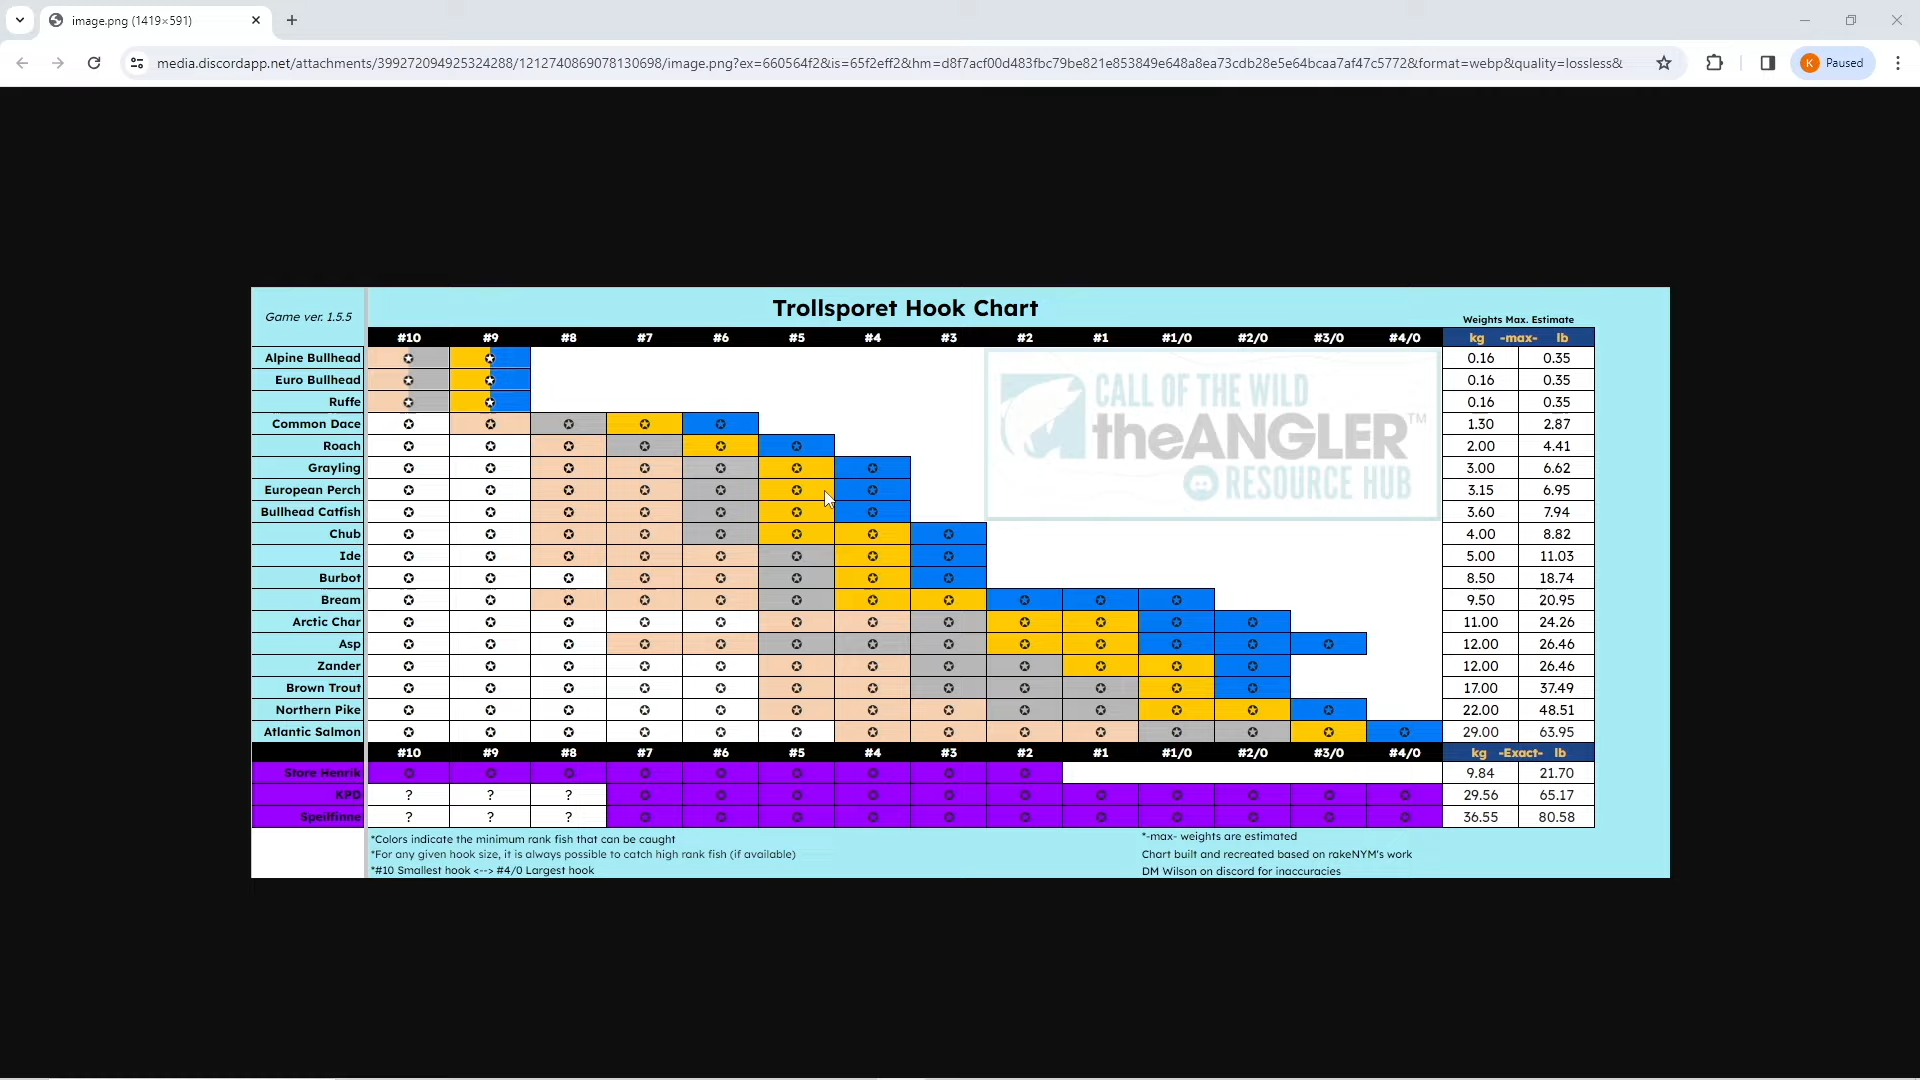 image.png (1419×591)
media.discordapp.net/attachments/399272094925324288/1212740869078130698/image.png?ex=660564f2&is=65f2eff2&hm=d8f7acf00d483fbc79be821e853849e648a8ea73cdb28e5e64bcaa7af47c5772&format=webp&quality=lossless&
K Paused
Game ver. 1.5.5
Trollsporet Hook Chart
Weights Max. Estimate
#10 #9 #8 #7 #6 #5 #4 #3 #2 #1 #1/0 #2/0 #3/0 #4/0 kg -max- lb
Alpine Bullhead 0.16 0.35
Euro Bullhead 0.16 0.35
Ruffe 0.16 0.35
Common Dace 1.30 2.87
Roach 2.00 4.41
Grayling 3.00 6.62
European Perch 3.15 6.95
Bullhead Catfish 3.60 7.94
Chub 4.00 8.82
Ide 5.00 11.03
Burbot 8.50 18.74
Bream 9.50 20.95
Arctic Char 11.00 24.26
Asp 12.00 26.46
Zander 12.00 26.46
Brown Trout 17.00 37.49
Northern Pike 22.00 48.51
Atlantic Salmon 29.00 63.95
CALL OF THE WILD
theANGLER™
RESOURCE HUB
#10 #9 #8 #7 #6 #5 #4 #3 #2 #1 #1/0 #2/0 #3/0 #4/0 kg -Exact- lb
Store Henrik 9.84 21.70
KPD ? ? ? 29.56 65.17
Speilfinne ? ? ? 36.55 80.58
*Colors indicate the minimum rank fish that can be caught
*For any given hook size, it is always possible to catch high rank fish (if available)
*#10 Smallest hook <--> #4/0 Largest hook
*-max- weights are estimated
Chart built and recreated based on rakeNYM's work
DM Wilson on discord for inaccuracies